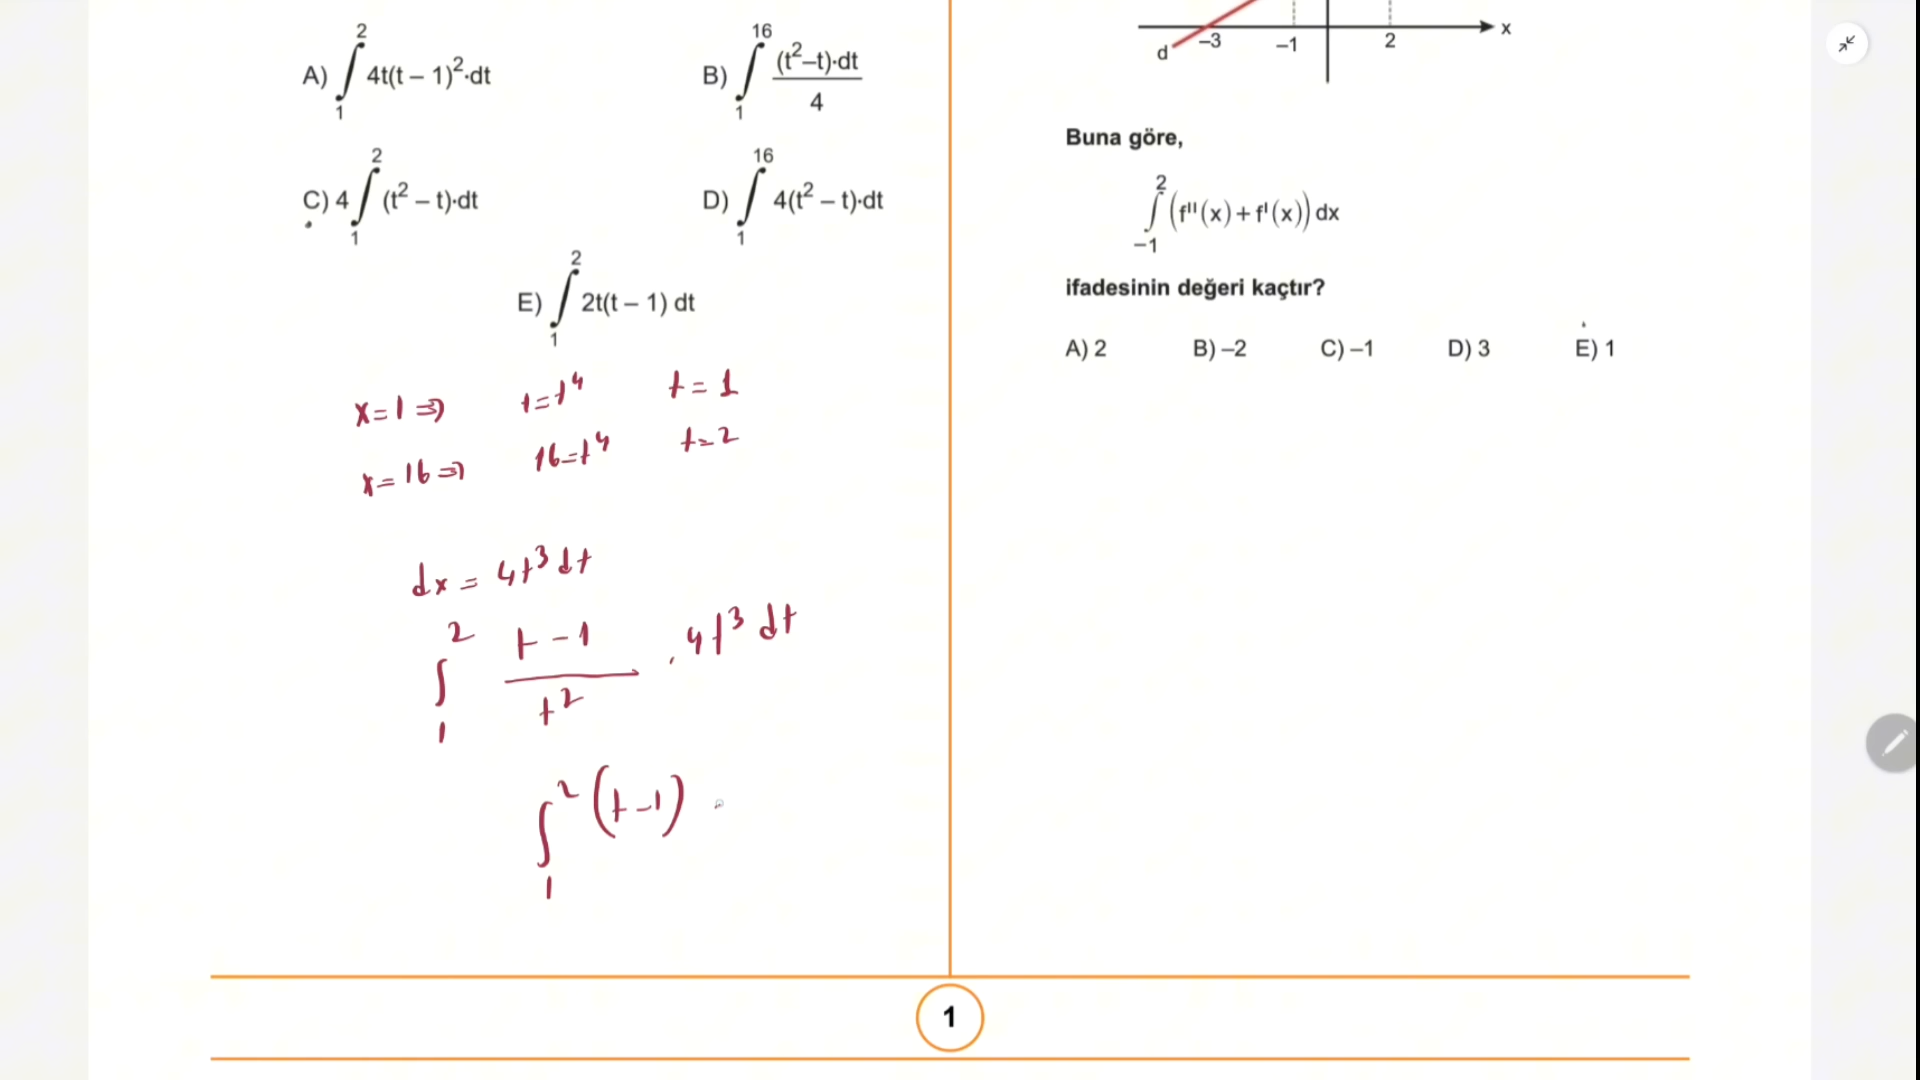 A) ∫₁² 4t(t – 1)²·dt
B) ∫₁¹⁶ (t²–t)·dt / 4
C) 4 ∫₁² (t² – t)·dt
D) ∫₁¹⁶ 4(t² – t)·dt
E) ∫₁² 2t(t – 1) dt
x=1 ⇒ 1=t⁴ t=1
x=16 ⇒ 16=t⁴ t=2
dx = 4t³dt
∫₁² (t-1)/t² · 4t³ dt
∫₁² (t-1) ·
d –3 –1 2 x
Buna göre,
∫₋₁² (f''(x)+f'(x)) dx
ifadesinin değeri kaçtır?
A) 2 B) –2 C) –1 D) 3 E) 1
1